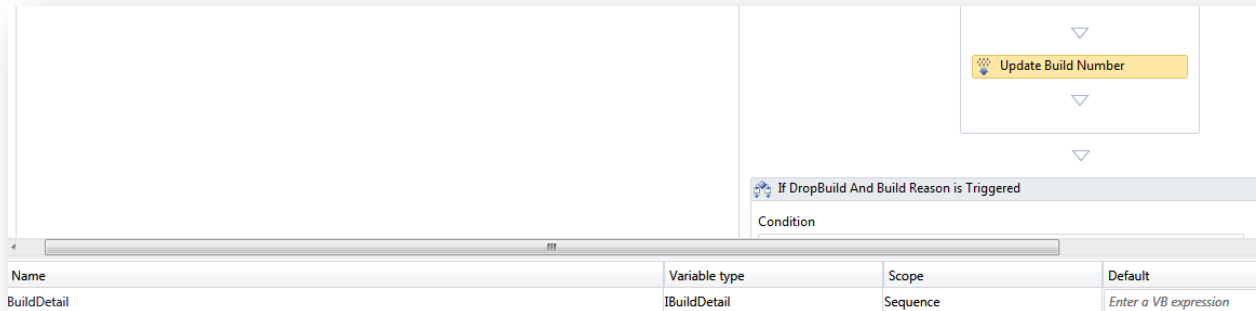 Update Build Number
If DropBuild And Build Reason is Triggered
Condition
Name Variable type Scope Default
BuildDetail IBuildDetail Sequence Enter a VB expression